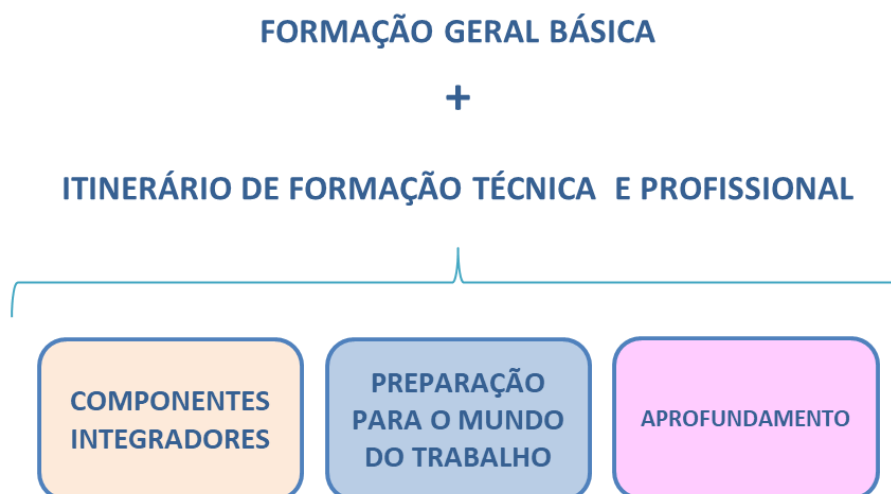 FORMAÇÃO GERAL BÁSICA
+
ITINERÁRIO DE FORMAÇÃO TÉCNICA E PROFISSIONAL
COMPONENTES
INTEGRADORES
PREPARAÇÃO
PARA O MUNDO
DO TRABALHO
APROFUNDAMENTO